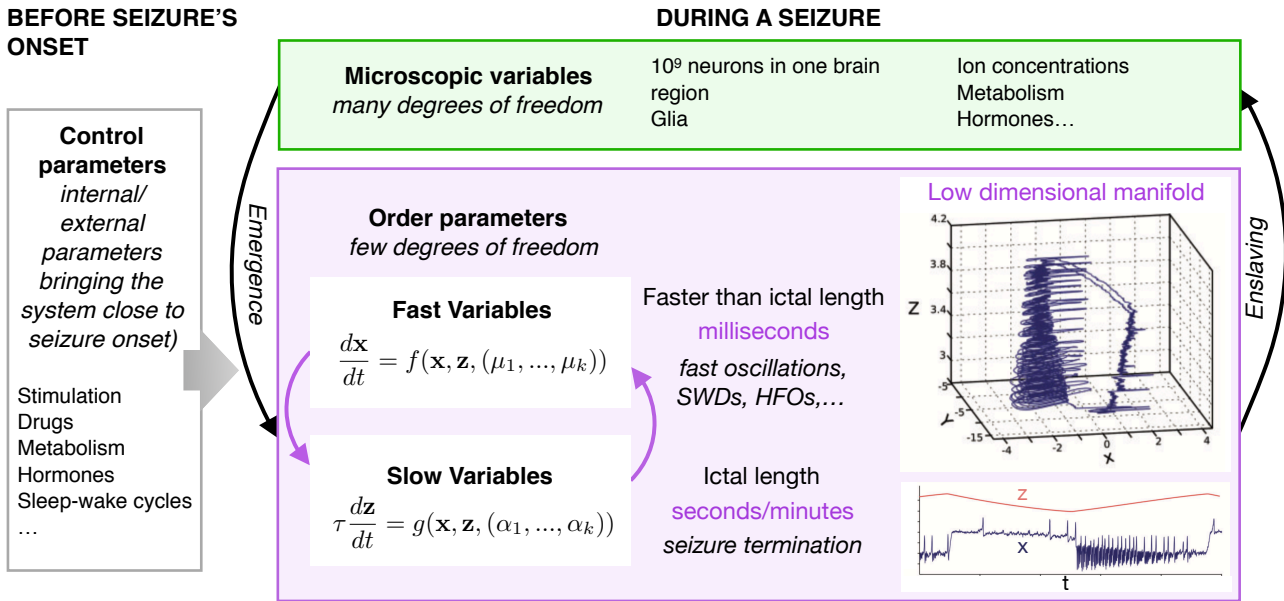 BEFORE SEIZURE'S
ONSET
DURING A SEIZURE
Control
parameters
internal/
external
parameters
bringing the
system close to
seizure onset)
Stimulation
Drugs
Metabolism
Hormones
Sleep-wake cycles
…
Emergence
Microscopic variables
many degrees of freedom
10⁹ neurons in one brain
region
Glia
Ion concentrations
Metabolism
Hormones…
Enslaving
Order parameters
few degrees of freedom
Fast Variables
dx/dt = f(x, z, (μ₁, ..., μₖ))
Faster than ictal length
milliseconds
fast oscillations,
SWDs, HFOs,…
Slow Variables
τ dz/dt = g(x, z, (α₁, ..., αₖ))
Ictal length
seconds/minutes
seizure termination
Low dimensional manifold
4.2
3.8
Z
3.4
3
-5
Y
-5
-15
-4
-2
0
2
4
X
z
x
t